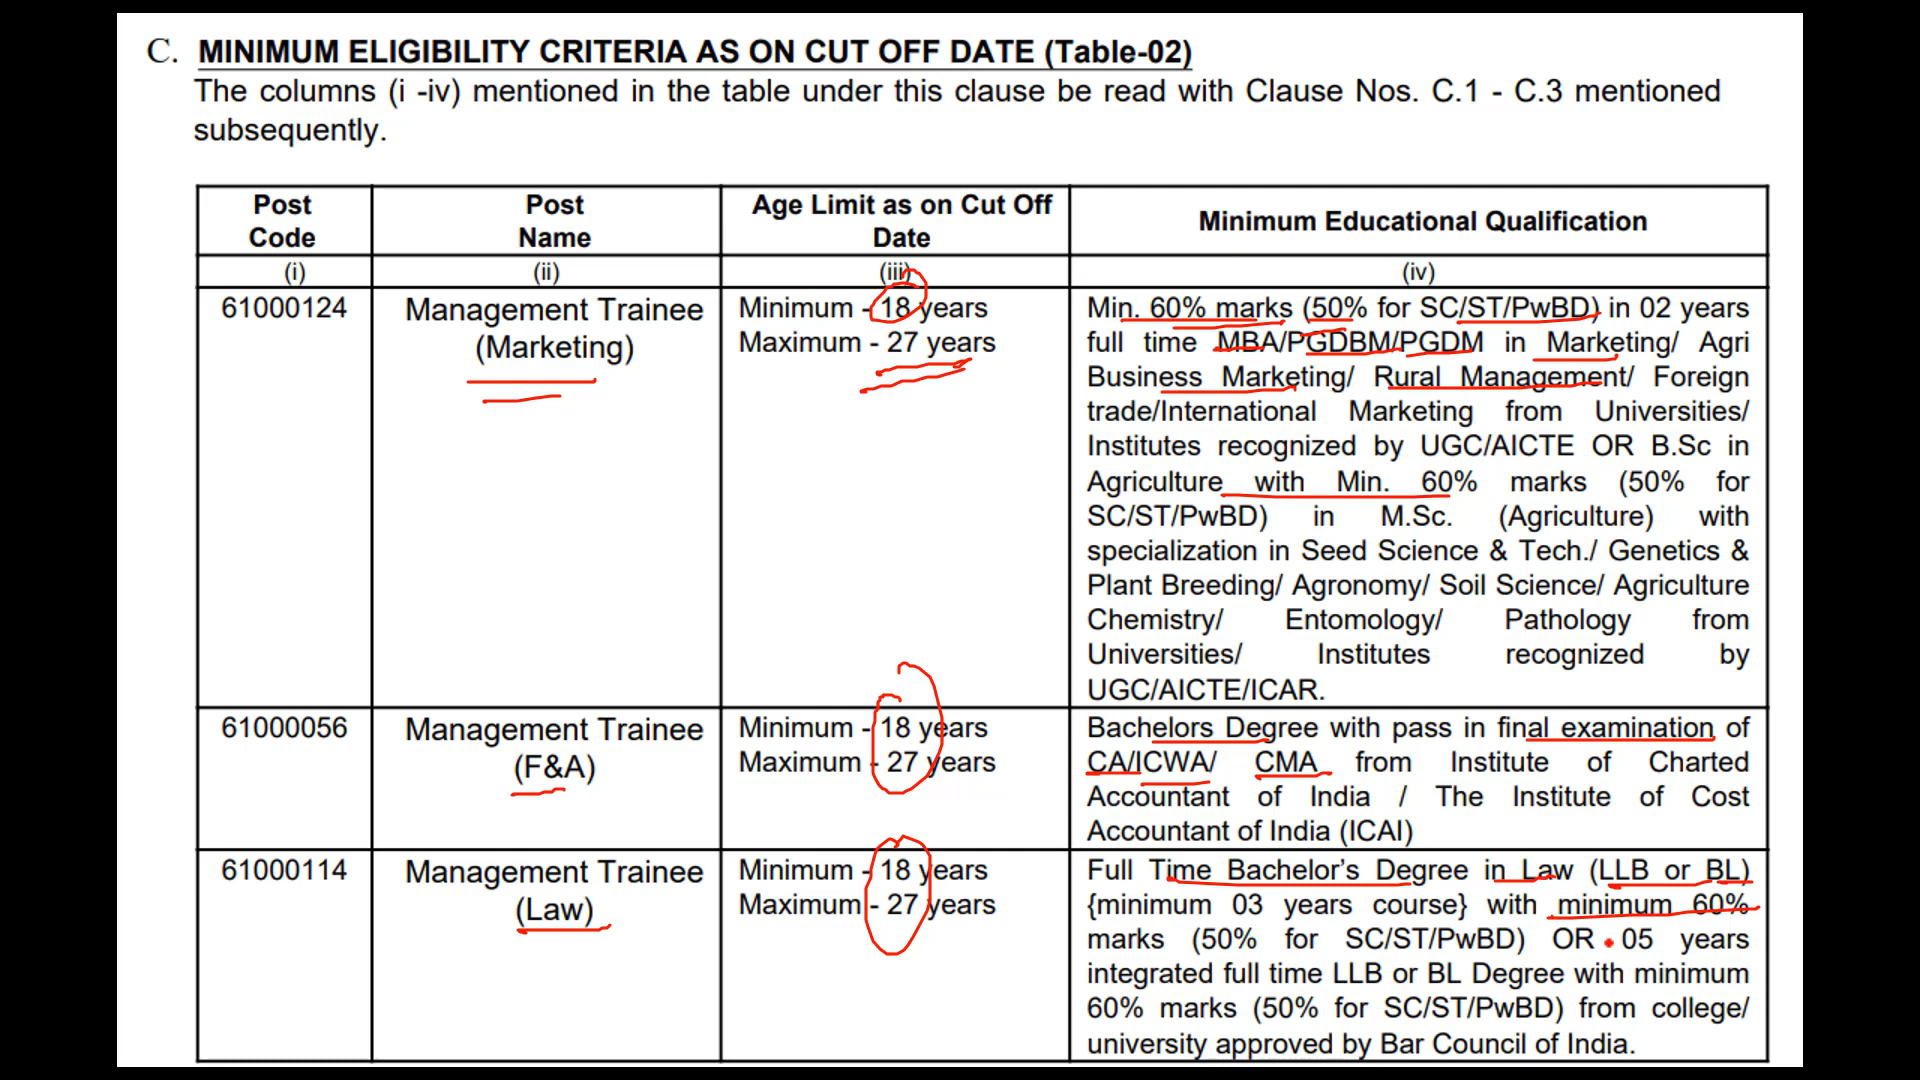 C. MINIMUM ELIGIBILITY CRITERIA AS ON CUT OFF DATE (Table-02)
The columns (i -iv) mentioned in the table under this clause be read with Clause Nos. C.1 - C.3 mentioned
subsequently.
Post
Code
Post
Name
Age Limit as on Cut Off
Date
Minimum Educational Qualification
(i)
(ii)
(iii)
(iv)
61000124
Management Trainee
(Marketing)
Minimum - 18 years
Maximum - 27 years
Min. 60% marks (50% for SC/ST/PwBD) in 02 years
full time MBA/PGDBM/PGDM in Marketing/ Agri
Business Marketing/ Rural Management/ Foreign
trade/International Marketing from Universities/
Institutes recognized by UGC/AICTE OR B.Sc in
Agriculture with Min. 60% marks (50% for
SC/ST/PwBD) in M.Sc. (Agriculture) with
specialization in Seed Science & Tech./ Genetics &
Plant Breeding/ Agronomy/ Soil Science/ Agriculture
Chemistry/ Entomology/ Pathology from
Universities/ Institutes recognized by
UGC/AICTE/ICAR.
61000056
Management Trainee
(F&A)
Minimum - 18 years
Maximum - 27 years
Bachelors Degree with pass in final examination of
CA/ICWA/ CMA from Institute of Charted
Accountant of India / The Institute of Cost
Accountant of India (ICAI)
61000114
Management Trainee
(Law)
Minimum - 18 years
Maximum - 27 years
Full Time Bachelor’s Degree in Law (LLB or BL)
{minimum 03 years course} with minimum 60%
marks (50% for SC/ST/PwBD) OR 05 years
integrated full time LLB or BL Degree with minimum
60% marks (50% for SC/ST/PwBD) from college/
university approved by Bar Council of India.